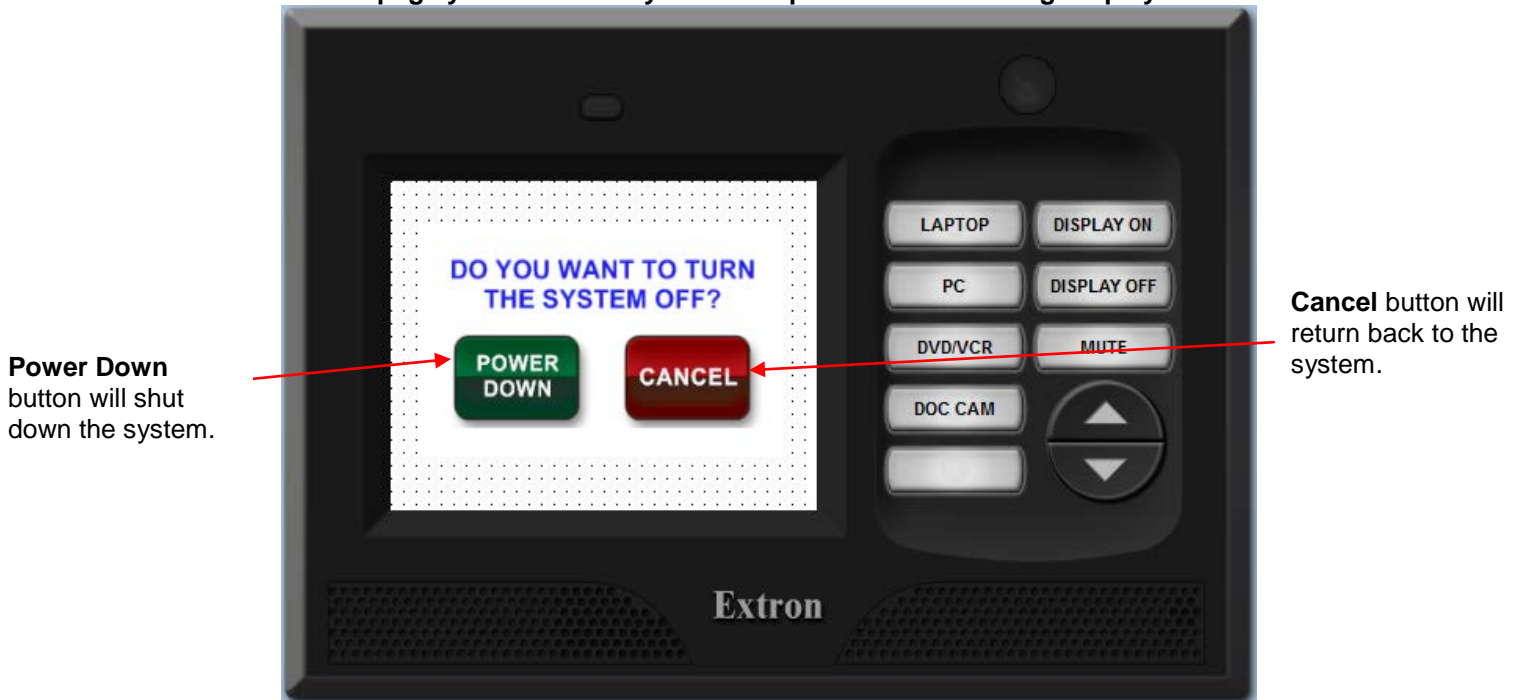 LAPTOP
DISPLAY ON
DO YOU WANT TO TURN
THE SYSTEM OFF?
PC
DISPLAY OFF
Cancel button will
return back to the
system.
DVD/VCR
MUTE
Power Down
button will shut
down the system.
POWER
DOWN
CANCEL
DOC CAM
Extron